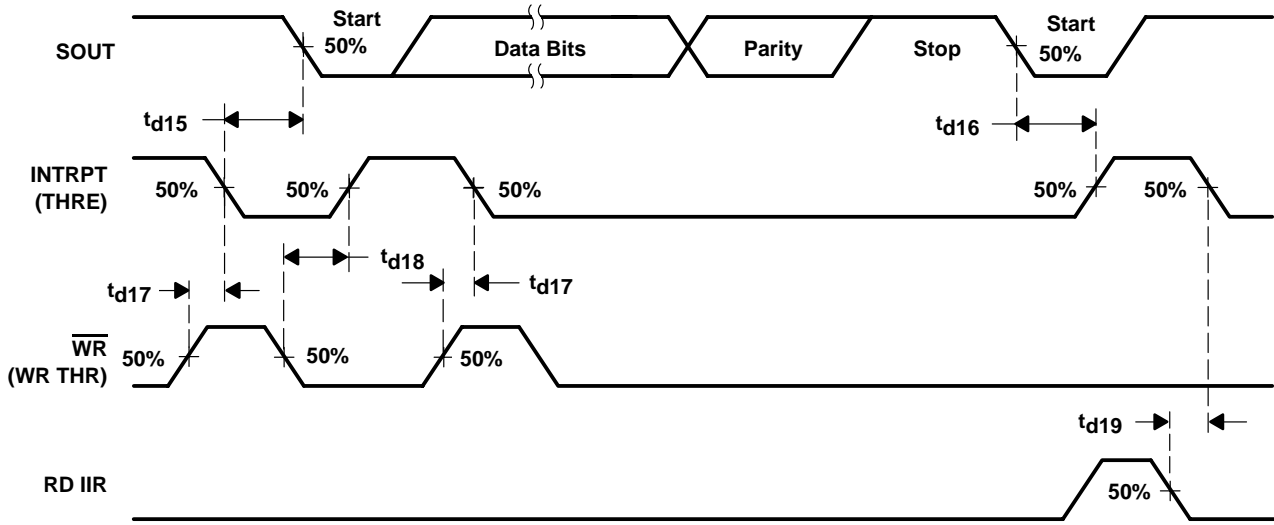 Start
Start
SOUT
50%
Data Bits
Parity
Stop
50%
td15
td16
INTRPT
(THRE)
50%
50%
50%
50%
50%
td18
td17
td17
WR
(WR THR)
50%
50%
50%
td19
RD IIR
50%